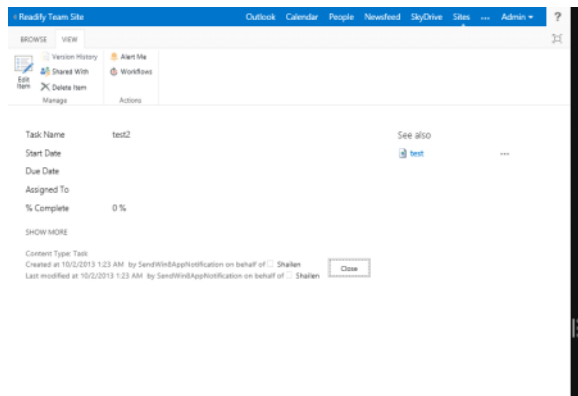 Readify Team Site Outlook Calendar People Newsfeed SkyDrive Sites ... Admin ?
BROWSE VIEW
Edit Item
Version History
Shared With
Delete Item
Manage
Alert Me
Workflows
Actions
Task Name test2
Start Date
Due Date
Assigned To
% Complete 0 %
See also
test ...
SHOW MORE
Content Type: Task
Created at 10/2/2013 1:23 AM by SendWin8AppNotification on behalf of Shailen
Last modified at 10/2/2013 1:23 AM by SendWin8AppNotification on behalf of Shailen
Close